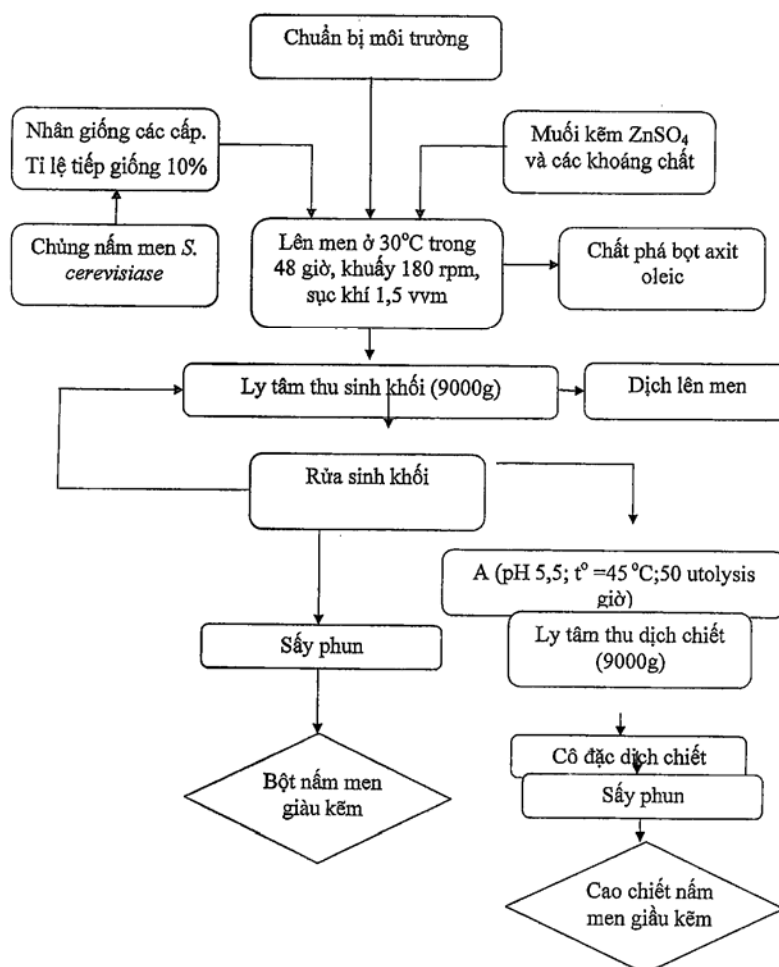 Chuẩn bị môi trường
Nhân giống các cấp.
Tỉ lệ tiếp giống 10%
Muối kẽm ZnSO4
và các khoáng chất
Chủng nấm men S.
cerevisiase
Lên men ở 30°C trong
48 giờ, khuấy 180 rpm,
sục khí 1,5 vvm
Chất phá bọt axit
oleic
Ly tâm thu sinh khối (9000g)
Dịch lên men
Rửa sinh khối
A (pH 5,5; t° =45 °C;50 utolysis
giờ)
Ly tâm thu dịch chiết
(9000g)
Sấy phun
Cô đặc dịch chiết
Sấy phun
Bột nấm men
giàu kẽm
Cao chiết nấm
men giầu kẽm